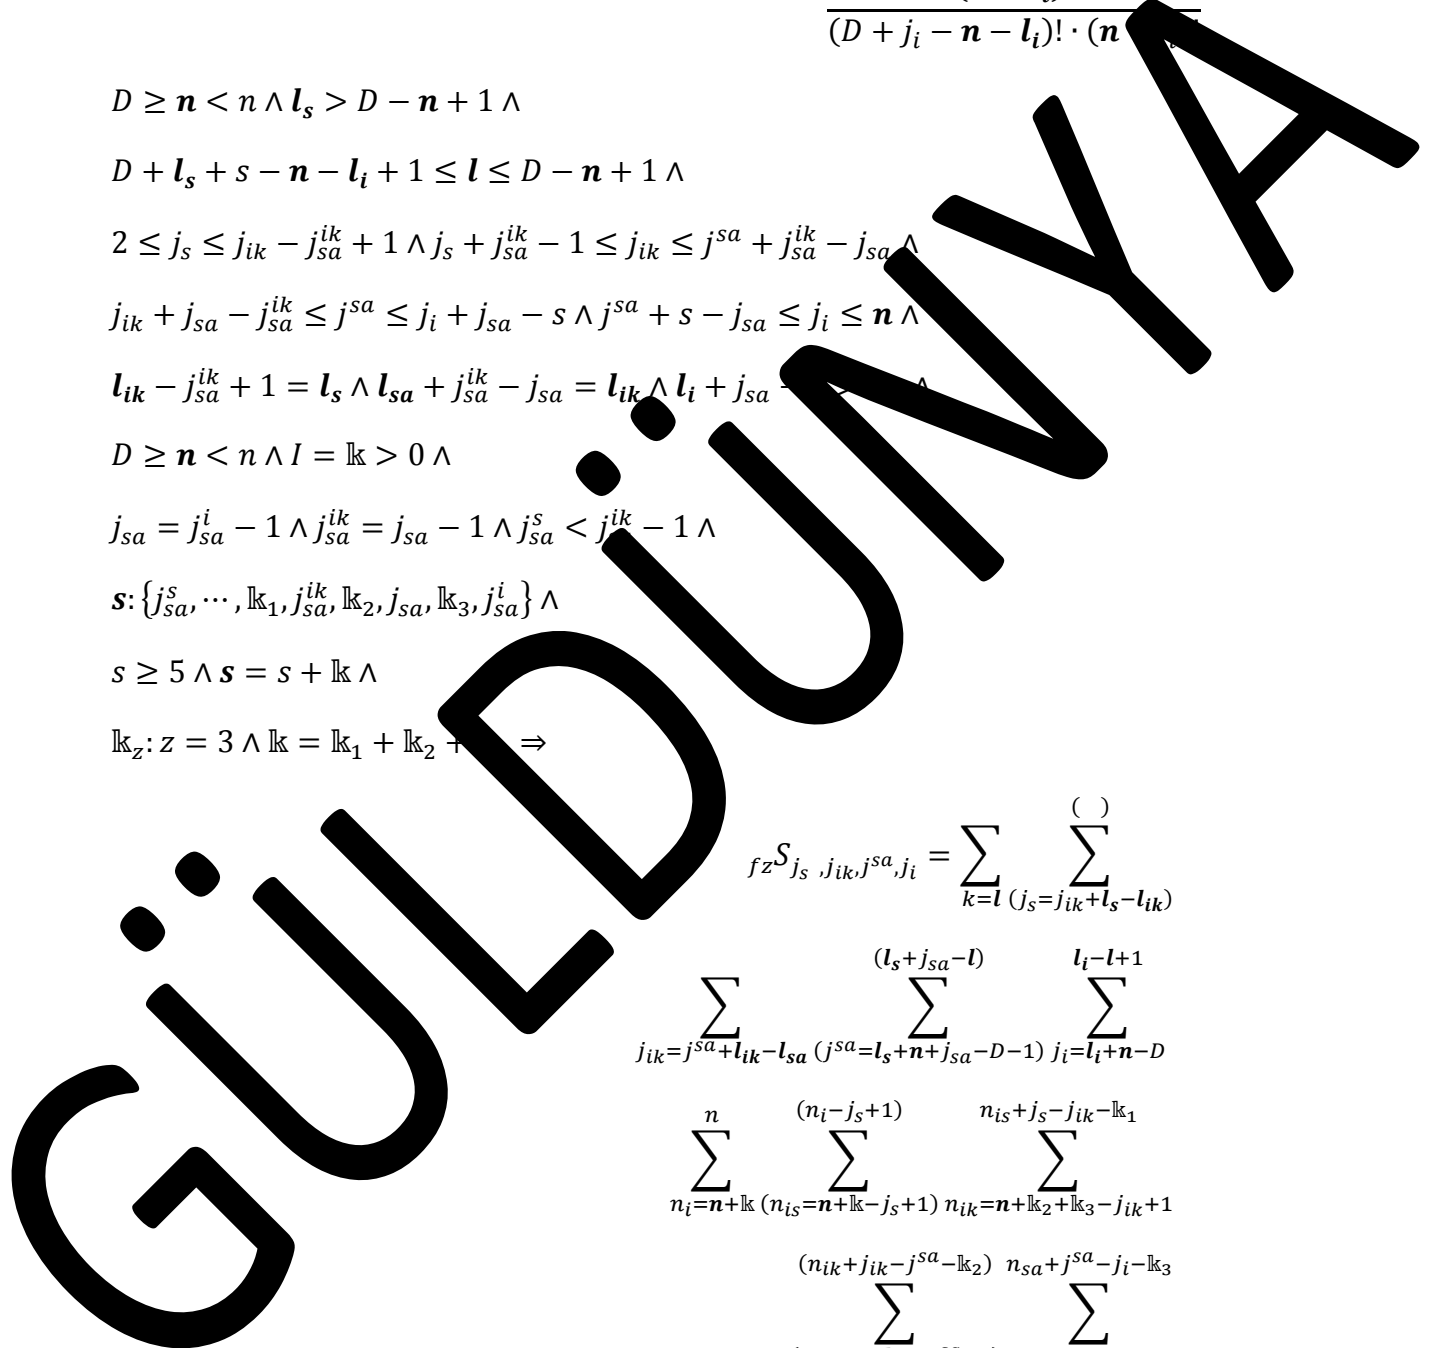 (D + j_i − n − l_i)! · (n
D ≥ n < n ∧ l_s > D − n + 1 ∧
D + l_s + s − n − l_i + 1 ≤ l ≤ D − n + 1 ∧
2 ≤ j_s ≤ j_{ik} − j_{sa}^{ik} + 1 ∧ j_s + j_{sa}^{ik} − 1 ≤ j_{ik} ≤ j^{sa} + j_{sa}^{ik} − j_{sa} ∧
j_{ik} + j_{sa} − j_{sa}^{ik} ≤ j^{sa} ≤ j_i + j_{sa} − s ∧ j^{sa} + s − j_{sa} ≤ j_i ≤ n ∧
l_{ik} − j_{sa}^{ik} + 1 = l_s ∧ l_{sa} + j_{sa}^{ik} − j_{sa} = l_{ik} ∧ l_i + j_{sa} ∧
D ≥ n < n ∧ I = 𝕜 > 0 ∧
j_{sa} = j_{sa}^i − 1 ∧ j_{sa}^{ik} = j_{sa} − 1 ∧ j_{sa}^s < j_{sa}^{ik} − 1 ∧
s: {j_{sa}^s, ⋯ , 𝕜_1, j_{sa}^{ik}, 𝕜_2, j_{sa}, 𝕜_3, j_{sa}^i} ∧
s ≥ 5 ∧ s = s + 𝕜 ∧
𝕜_z: z = 3 ∧ 𝕜 = 𝕜_1 + 𝕜_2 + ⇒
( )
_{fz}S_{j_s ,j_{ik},j^{sa},j_i} = ∑ ∑
k=l (j_s=j_{ik}+l_s−l_{ik})
(l_s+j_{sa}−l) l_i−l+1
∑ ∑ ∑
j_{ik}=j^{sa}+l_{ik}−l_{sa} (j^{sa}=l_s+n+j_{sa}−D−1) j_i=l_i+n−D
n (n_i−j_s+1) n_{is}+j_s−j_{ik}−𝕜_1
∑ ∑ ∑
n_i=n+𝕜 (n_{is}=n+𝕜−j_s+1) n_{ik}=n+𝕜_2+𝕜_3−j_{ik}+1
(n_{ik}+j_{ik}−j^{sa}−𝕜_2) n_{sa}+j^{sa}−j_i−𝕜_3
∑ ∑
GÜLDÜNYA